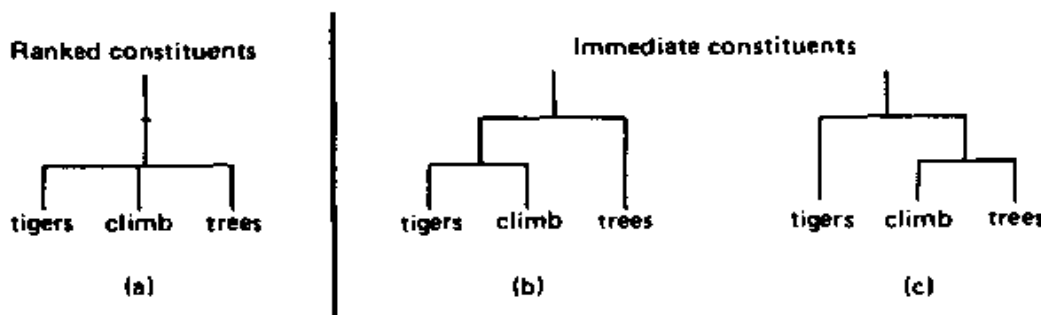 Ranked constituents
Immediate constituents
tigers climb trees
tigers climb trees
tigers climb trees
(a)
(b)
(c)